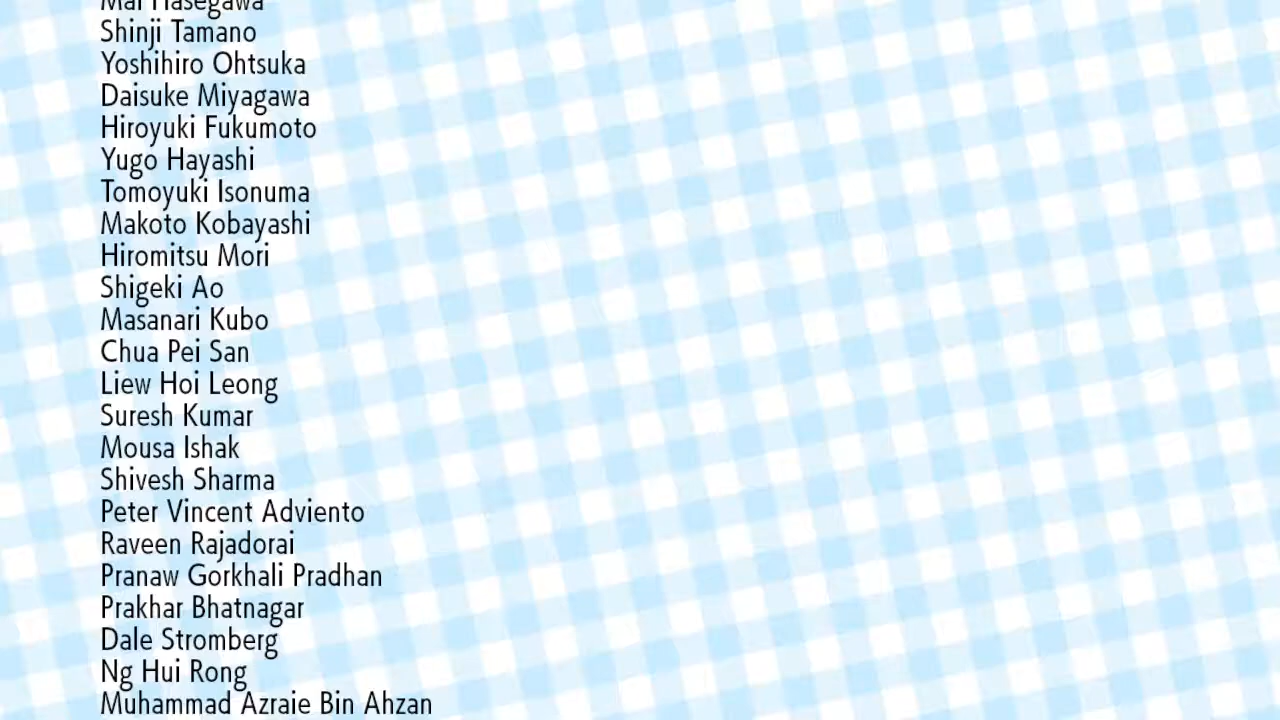 Mai Hasegawa
Shinji Tamano
Yoshihiro Ohtsuka
Daisuke Miyagawa
Hiroyuki Fukumoto
Yugo Hayashi
Tomoyuki Isonuma
Makoto Kobayashi
Hiromitsu Mori
Shigeki Ao
Masanari Kubo
Chua Pei San
Liew Hoi Leong
Suresh Kumar
Mousa Ishak
Shivesh Sharma
Peter Vincent Adviento
Raveen Rajadorai
Pranaw Gorkhali Pradhan
Prakhar Bhatnagar
Dale Stromberg
Ng Hui Rong
Muhammad Azraie Bin Ahzan